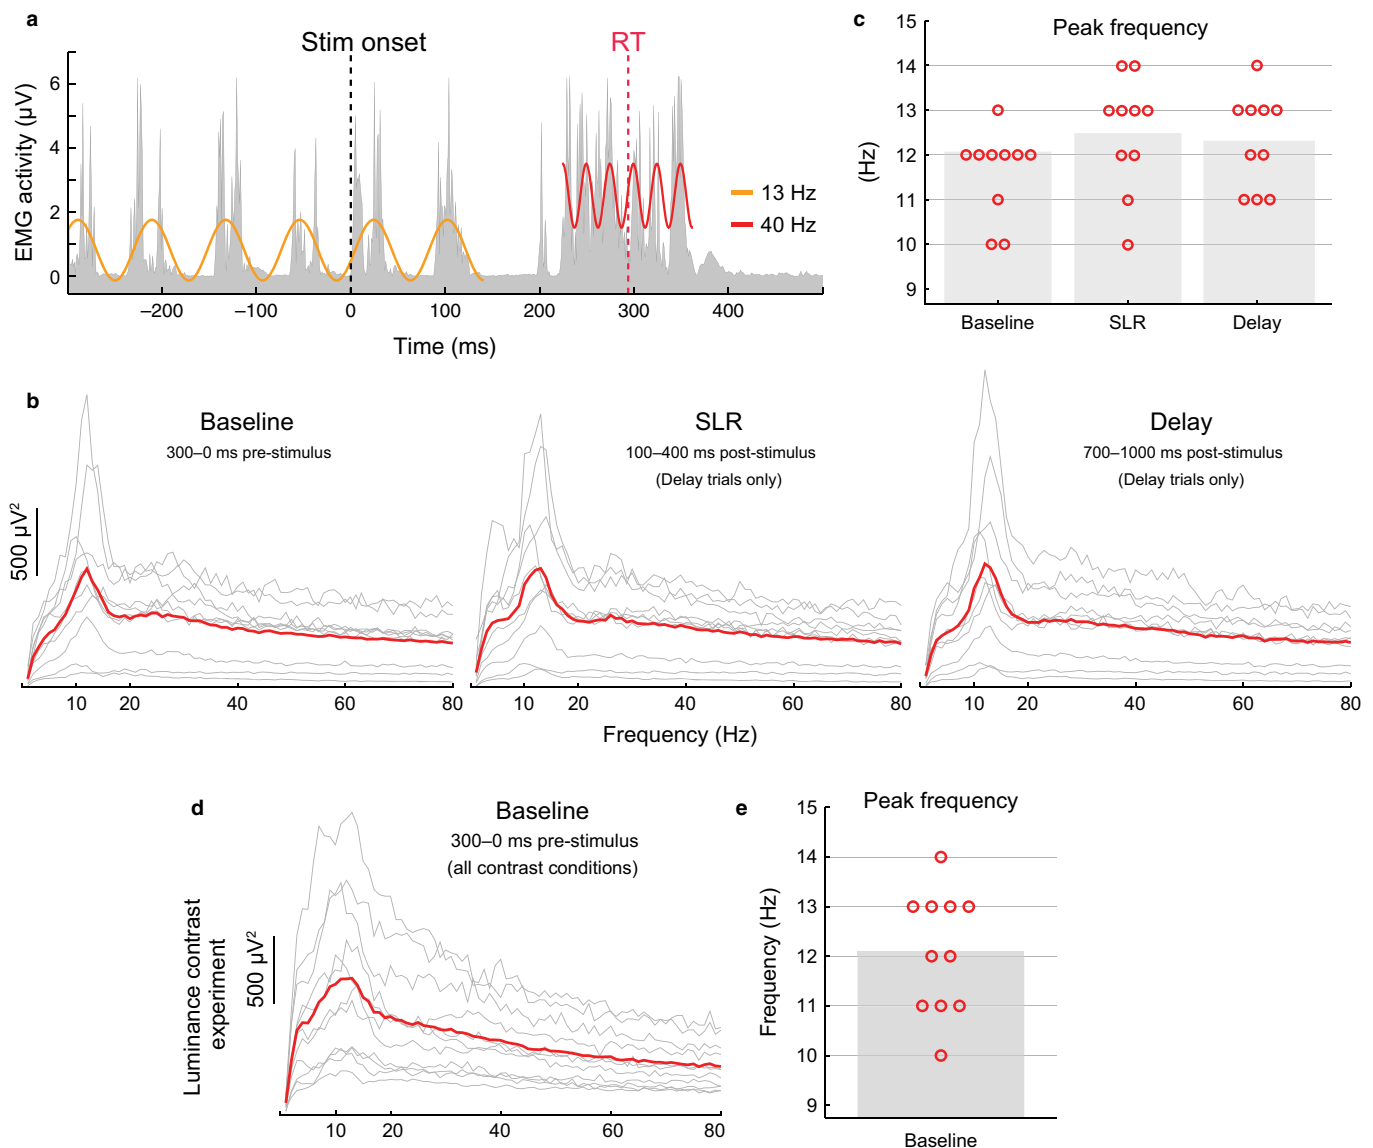 a
Stim onset
RT
EMG activity (µV)
6
4
2
0
13 Hz
40 Hz
−200
−100
0
100
200
300
400
Time (ms)
c
Peak frequency
(Hz)
15
14
13
12
11
10
9
Baseline
SLR
Delay
b
Baseline
300–0 ms pre-stimulus
SLR
100–400 ms post-stimulus
(Delay trials only)
Delay
700–1000 ms post-stimulus
(Delay trials only)
500 µV²
10
20
40
60
80
10
20
40
60
80
10
20
40
60
80
Frequency (Hz)
d
Baseline
300–0 ms pre-stimulus
(all contrast conditions)
Luminance contrast
experiment
500 µV²
10
20
40
60
80
e
Peak frequency
Frequency (Hz)
15
14
13
12
11
10
9
Baseline